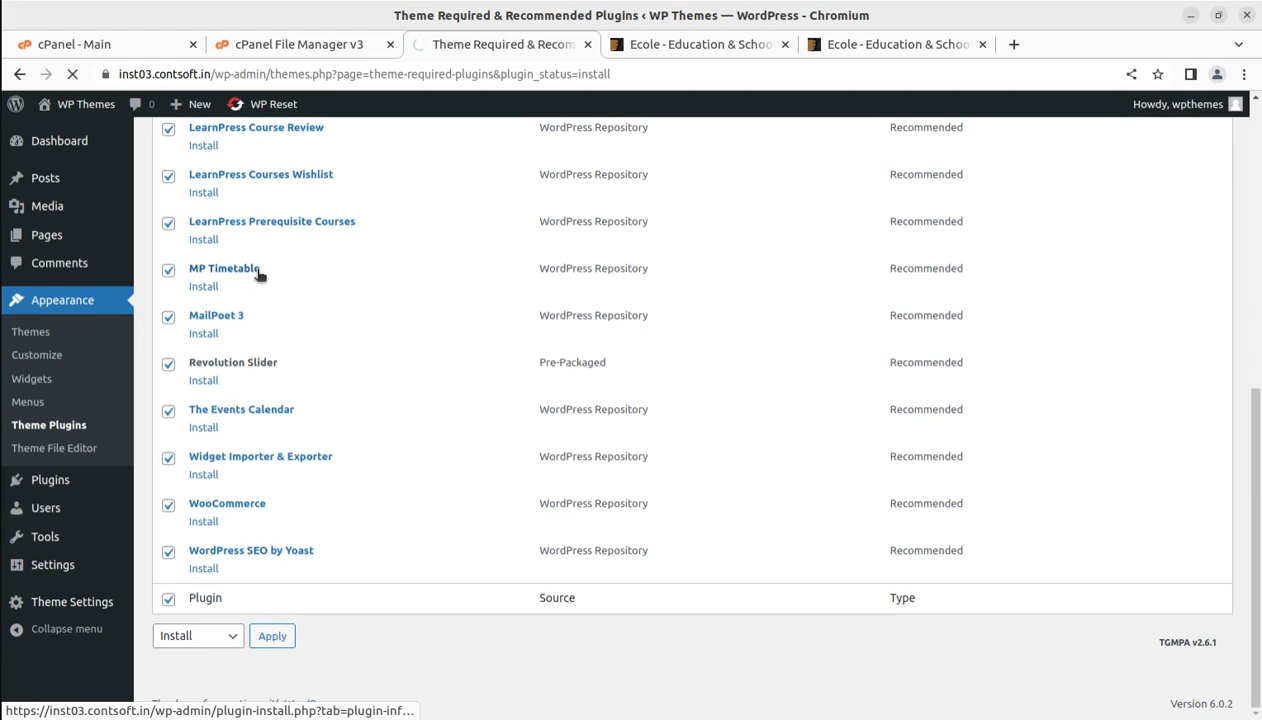 Theme Required & Recommended Plugins ‹ WP Themes — WordPress - Chromium
cPanel - Main
cPanel File Manager v3
Theme Required & Recom
Ecole - Education & Schoo
Ecole - Education & Schoo
inst03.contsoft.in/wp-admin/themes.php?page=theme-required-plugins&plugin_status=install
WP Themes 0 New WP Reset Howdy, wpthemes
Dashboard
Posts
Media
Pages
Comments
Appearance
Themes
Customize
Widgets
Menus
Theme Plugins
Theme File Editor
Plugins
Users
Tools
Settings
Theme Settings
Collapse menu
LearnPress Course Review WordPress Repository Recommended
Install
LearnPress Courses Wishlist WordPress Repository Recommended
Install
LearnPress Prerequisite Courses WordPress Repository Recommended
Install
MP Timetable WordPress Repository Recommended
Install
MailPoet 3 WordPress Repository Recommended
Install
Revolution Slider Pre-Packaged Recommended
Install
The Events Calendar WordPress Repository Recommended
Install
Widget Importer & Exporter WordPress Repository Recommended
Install
WooCommerce WordPress Repository Recommended
Install
WordPress SEO by Yoast WordPress Repository Recommended
Install
Plugin Source Type
Install Apply
TGMPA v2.6.1
Version 6.0.2
https://inst03.contsoft.in/wp-admin/plugin-install.php?tab=plugin-inf...